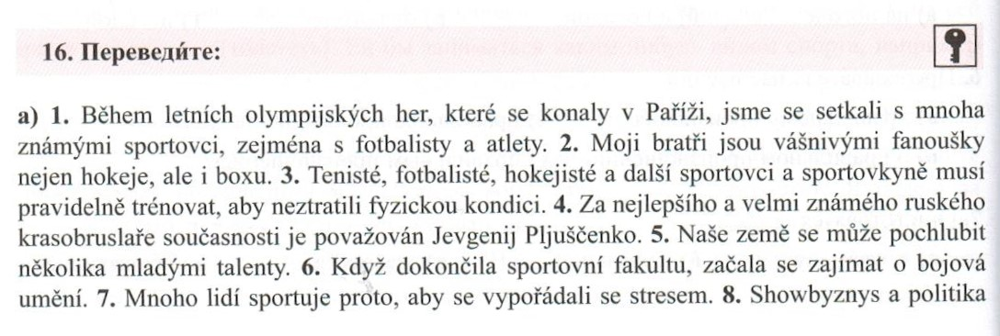 16. Переведи́те:
a) 1. Během letních olympijských her, které se konaly v Paříži, jsme se setkali s mnoha
známými sportovci, zejména s fotbalisty a atlety. 2. Moji bratři jsou vášnivými fanoušky
nejen hokeje, ale i boxu. 3. Tenisté, fotbalisté, hokejisté a další sportovci a sportovkyně musí
pravidelně trénovat, aby neztratili fyzickou kondici. 4. Za nejlepšího a velmi známého ruského
krasobruslaře současnosti je považován Jevgenij Pljuščenko. 5. Naše země se může pochlubit
několika mladými talenty. 6. Když dokončila sportovní fakultu, začala se zajímat o bojová
umění. 7. Mnoho lidí sportuje proto, aby se vypořádali se stresem. 8. Showbyznys a politika